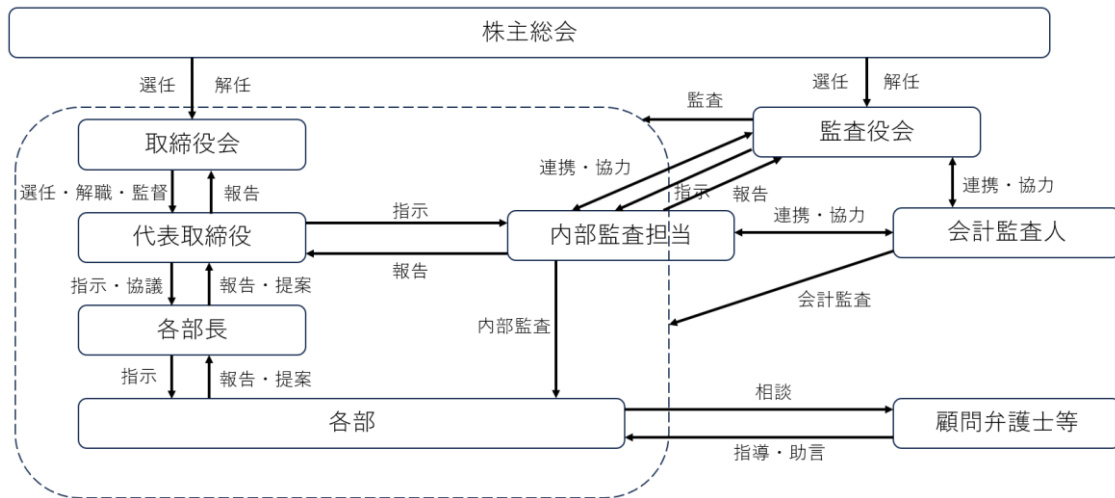 株主総会
選任 解任
選任 解任
監査
取締役会
監査役会
選任・解職・監督
報告
連携・協力
指示
報告
連携・協力
代表取締役
指示
報告
内部監査担当
連携・協力
会計監査人
指示・協議
報告・提案
会計監査
各部長
内部監査
指示
報告・提案
各部
相談
指導・助言
顧問弁護士等